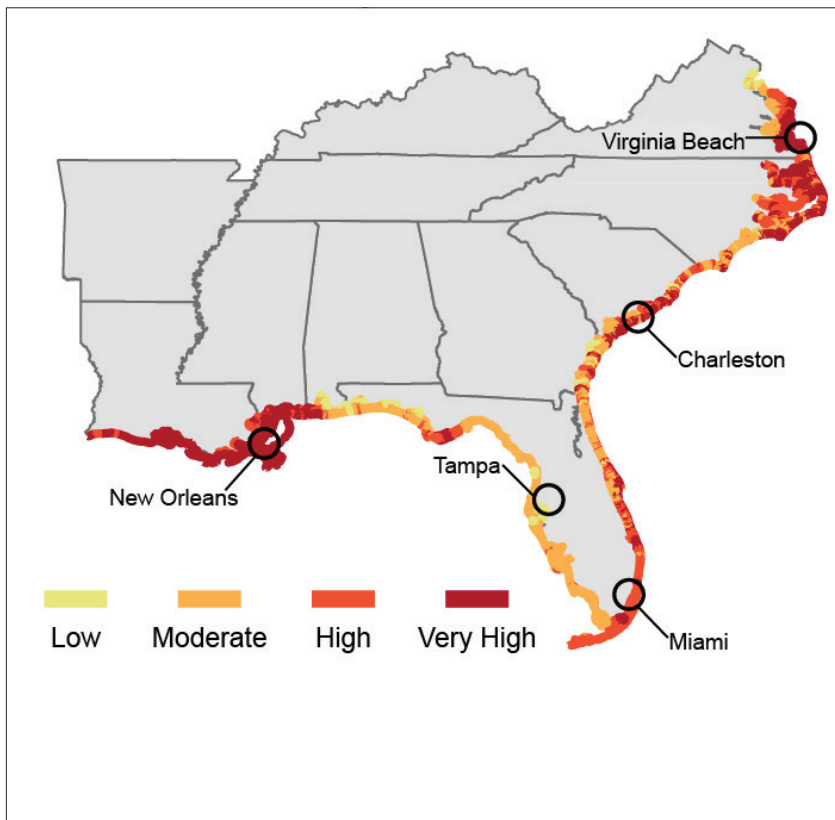 Virginia Beach
Charleston
Tampa
New Orleans
Miami
Low Moderate High Very High